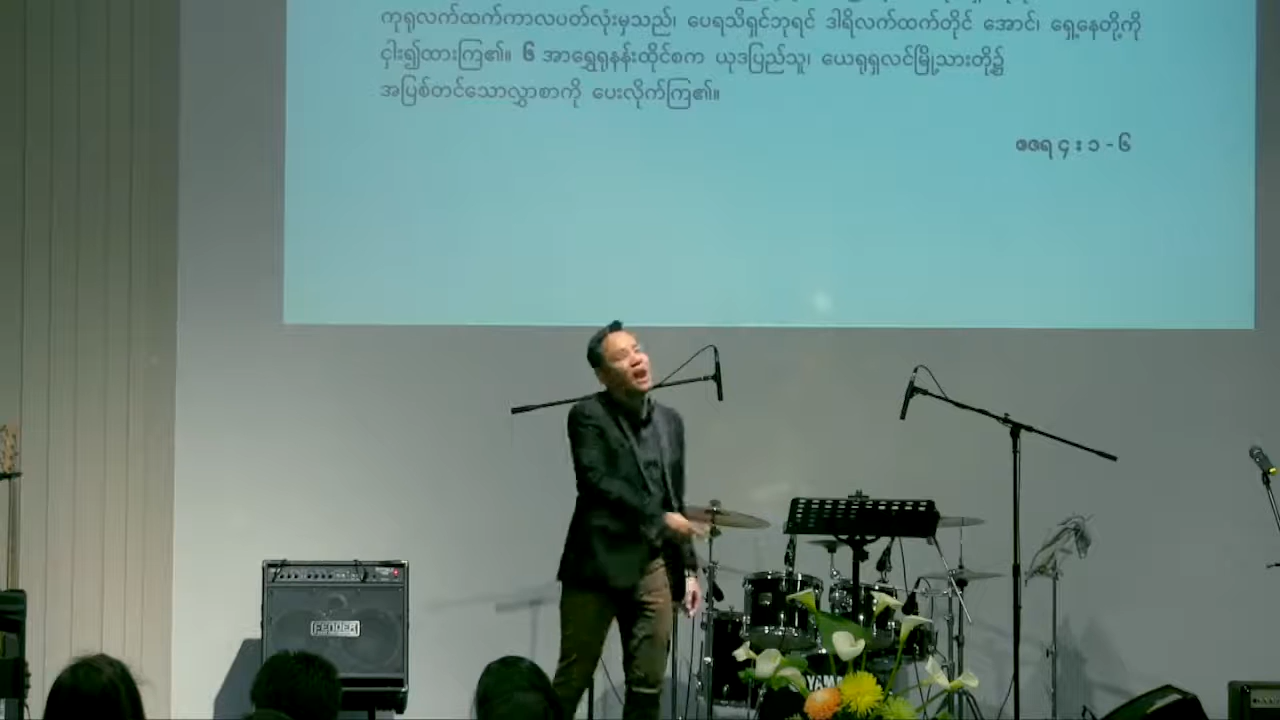 ကုရုလက်ထက်ကာလပတ်လုံးမှသည်၊ ပေရသိရှင်ဘုရင် ဒါရိလက်ထက်တိုင် အောင်၊ ရှေ့နေတို့ကို
ငှါး၍ထားကြ၏။ ၆ အာရွှေရုနန်းထိုင်စက ယုဒပြည်သူ၊ ယေရုရှလင်မြို့သားတို့၌
အပြစ်တင်သောလွှာစာကို ပေးလိုက်ကြ၏။
ဧဇရ ၄ : ၁ - ၆
FENDER
YAM